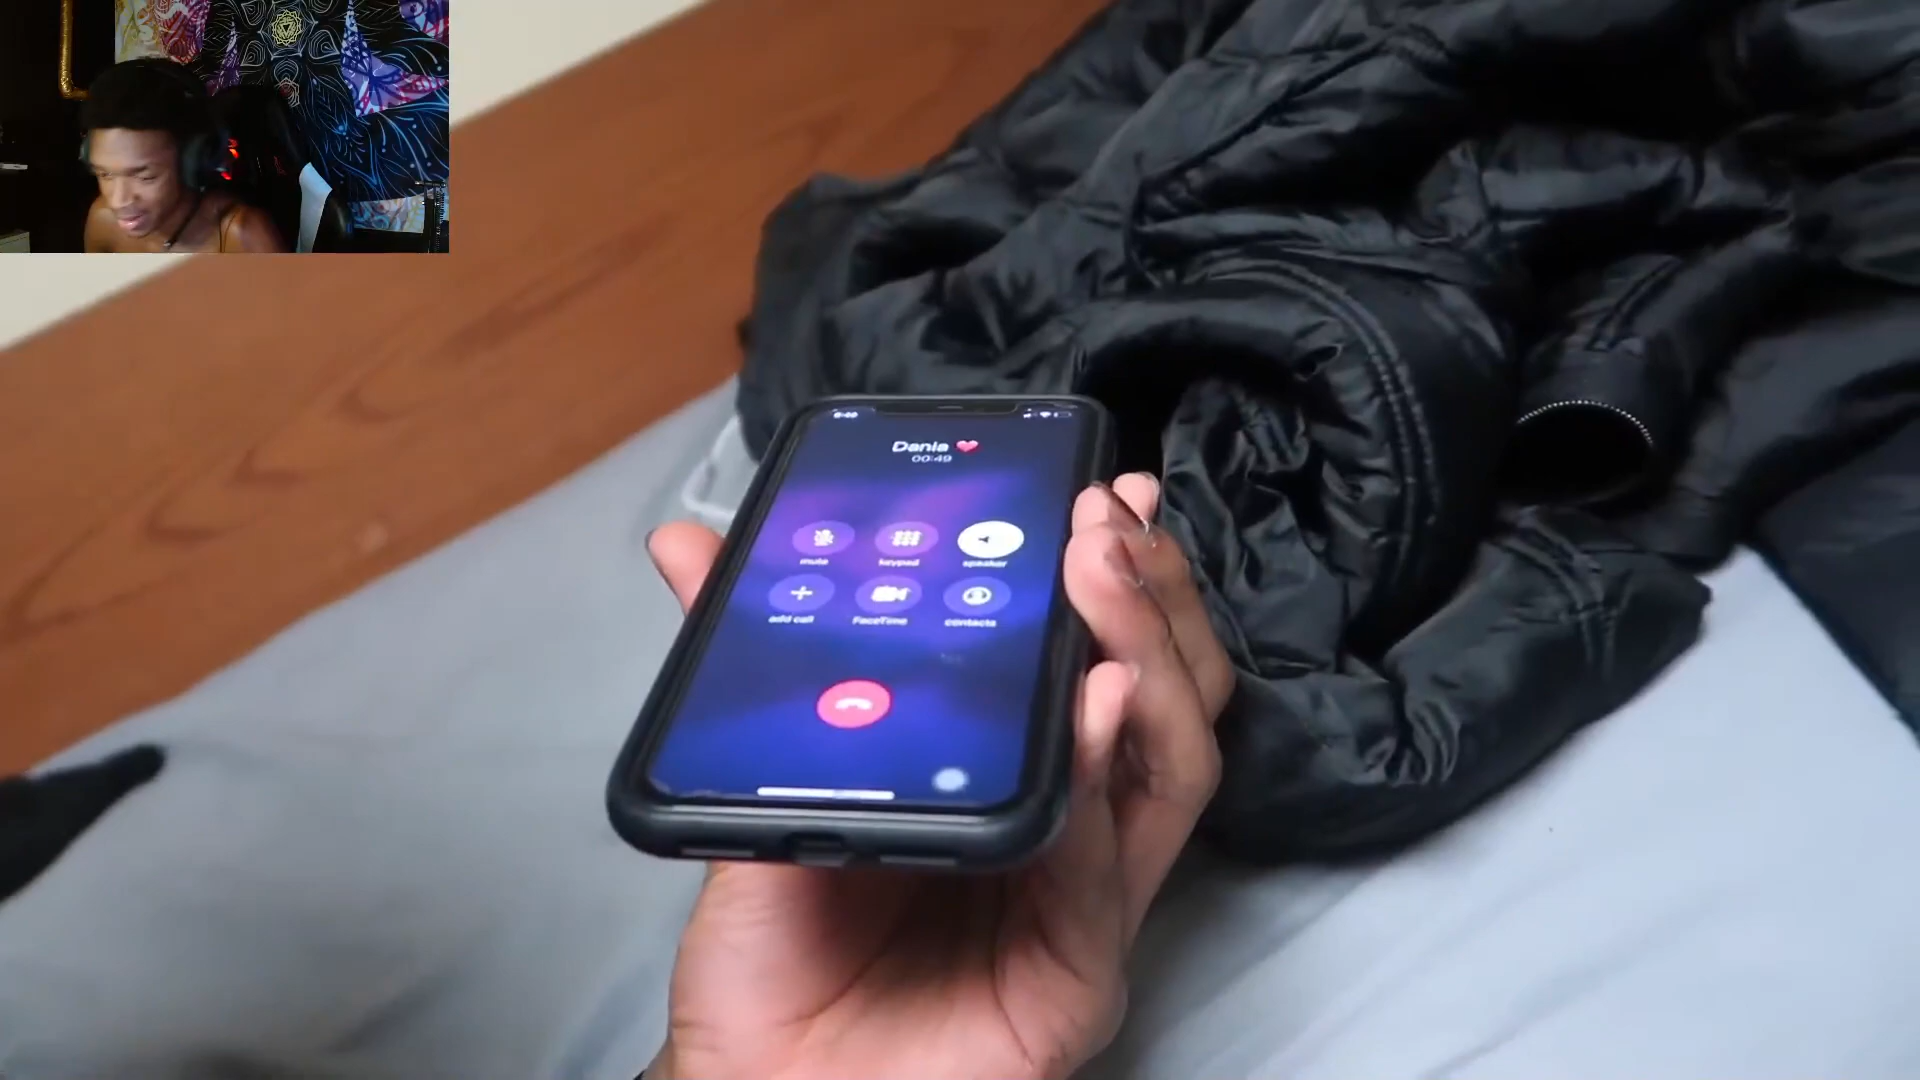 Dania ❤️
00:49
mute keypad speaker
add call FaceTime contacts